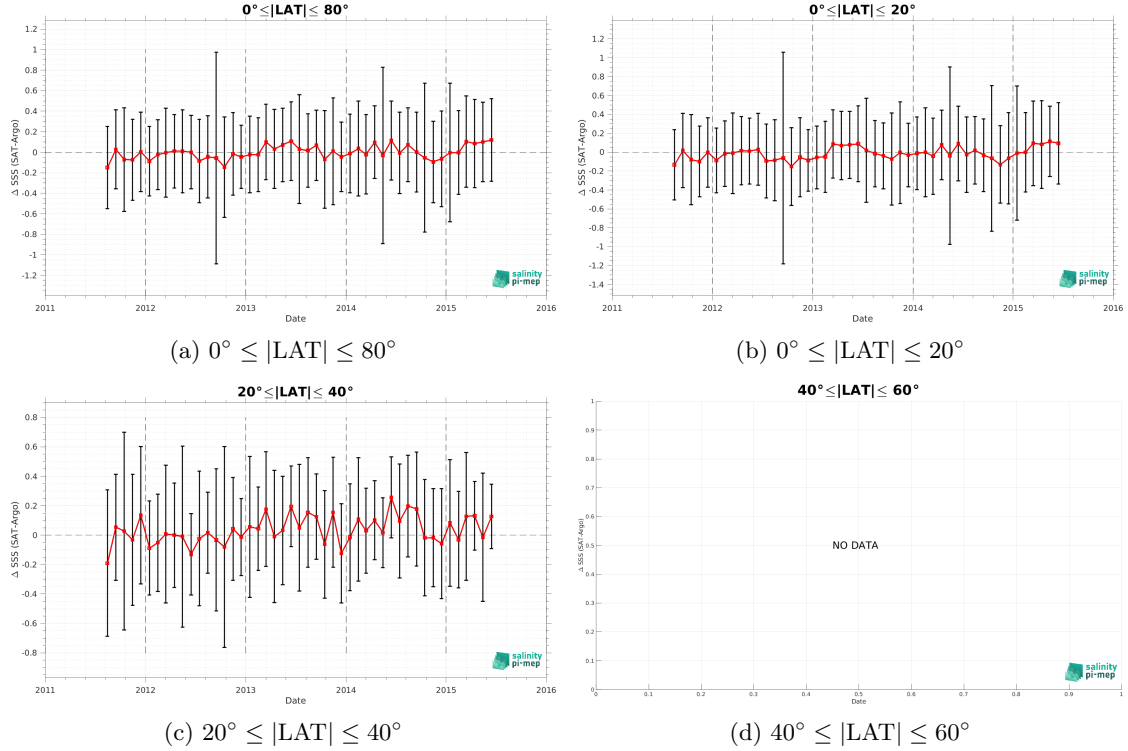 0°≤|LAT|≤ 80°
1.2
1
0.8
0.6
0.4
0.2
0
-0.2
-0.4
-0.6
-0.8
-1
-1.2
Δ SSS (SAT-Argo)
2011 2012 2013 2014 2015 2016
Date
salinity
pi-mep
(a) 0° ≤ |LAT| ≤ 80°
0°≤|LAT|≤ 20°
1.2
1
0.8
0.6
0.4
0.2
0
-0.2
-0.4
-0.6
-0.8
-1
-1.2
-1.4
Δ SSS (SAT-Argo)
2011 2012 2013 2014 2015 2016
Date
salinity
pi-mep
(b) 0° ≤ |LAT| ≤ 20°
20°≤|LAT|≤ 40°
0.8
0.6
0.4
0.2
0
-0.2
-0.4
-0.6
-0.8
Δ SSS (SAT-Argo)
2011 2012 2013 2014 2015 2016
Date
salinity
pi-mep
(c) 20° ≤ |LAT| ≤ 40°
40°≤|LAT|≤ 60°
1
0.9
0.8
0.7
0.6
0.5
0.4
0.3
0.2
0.1
0
Δ SSS (SAT-Argo)
NO DATA
0 0.1 0.2 0.3 0.4 0.5 0.6 0.7 0.8 0.9 1
Date
salinity
pi-mep
(d) 40° ≤ |LAT| ≤ 60°